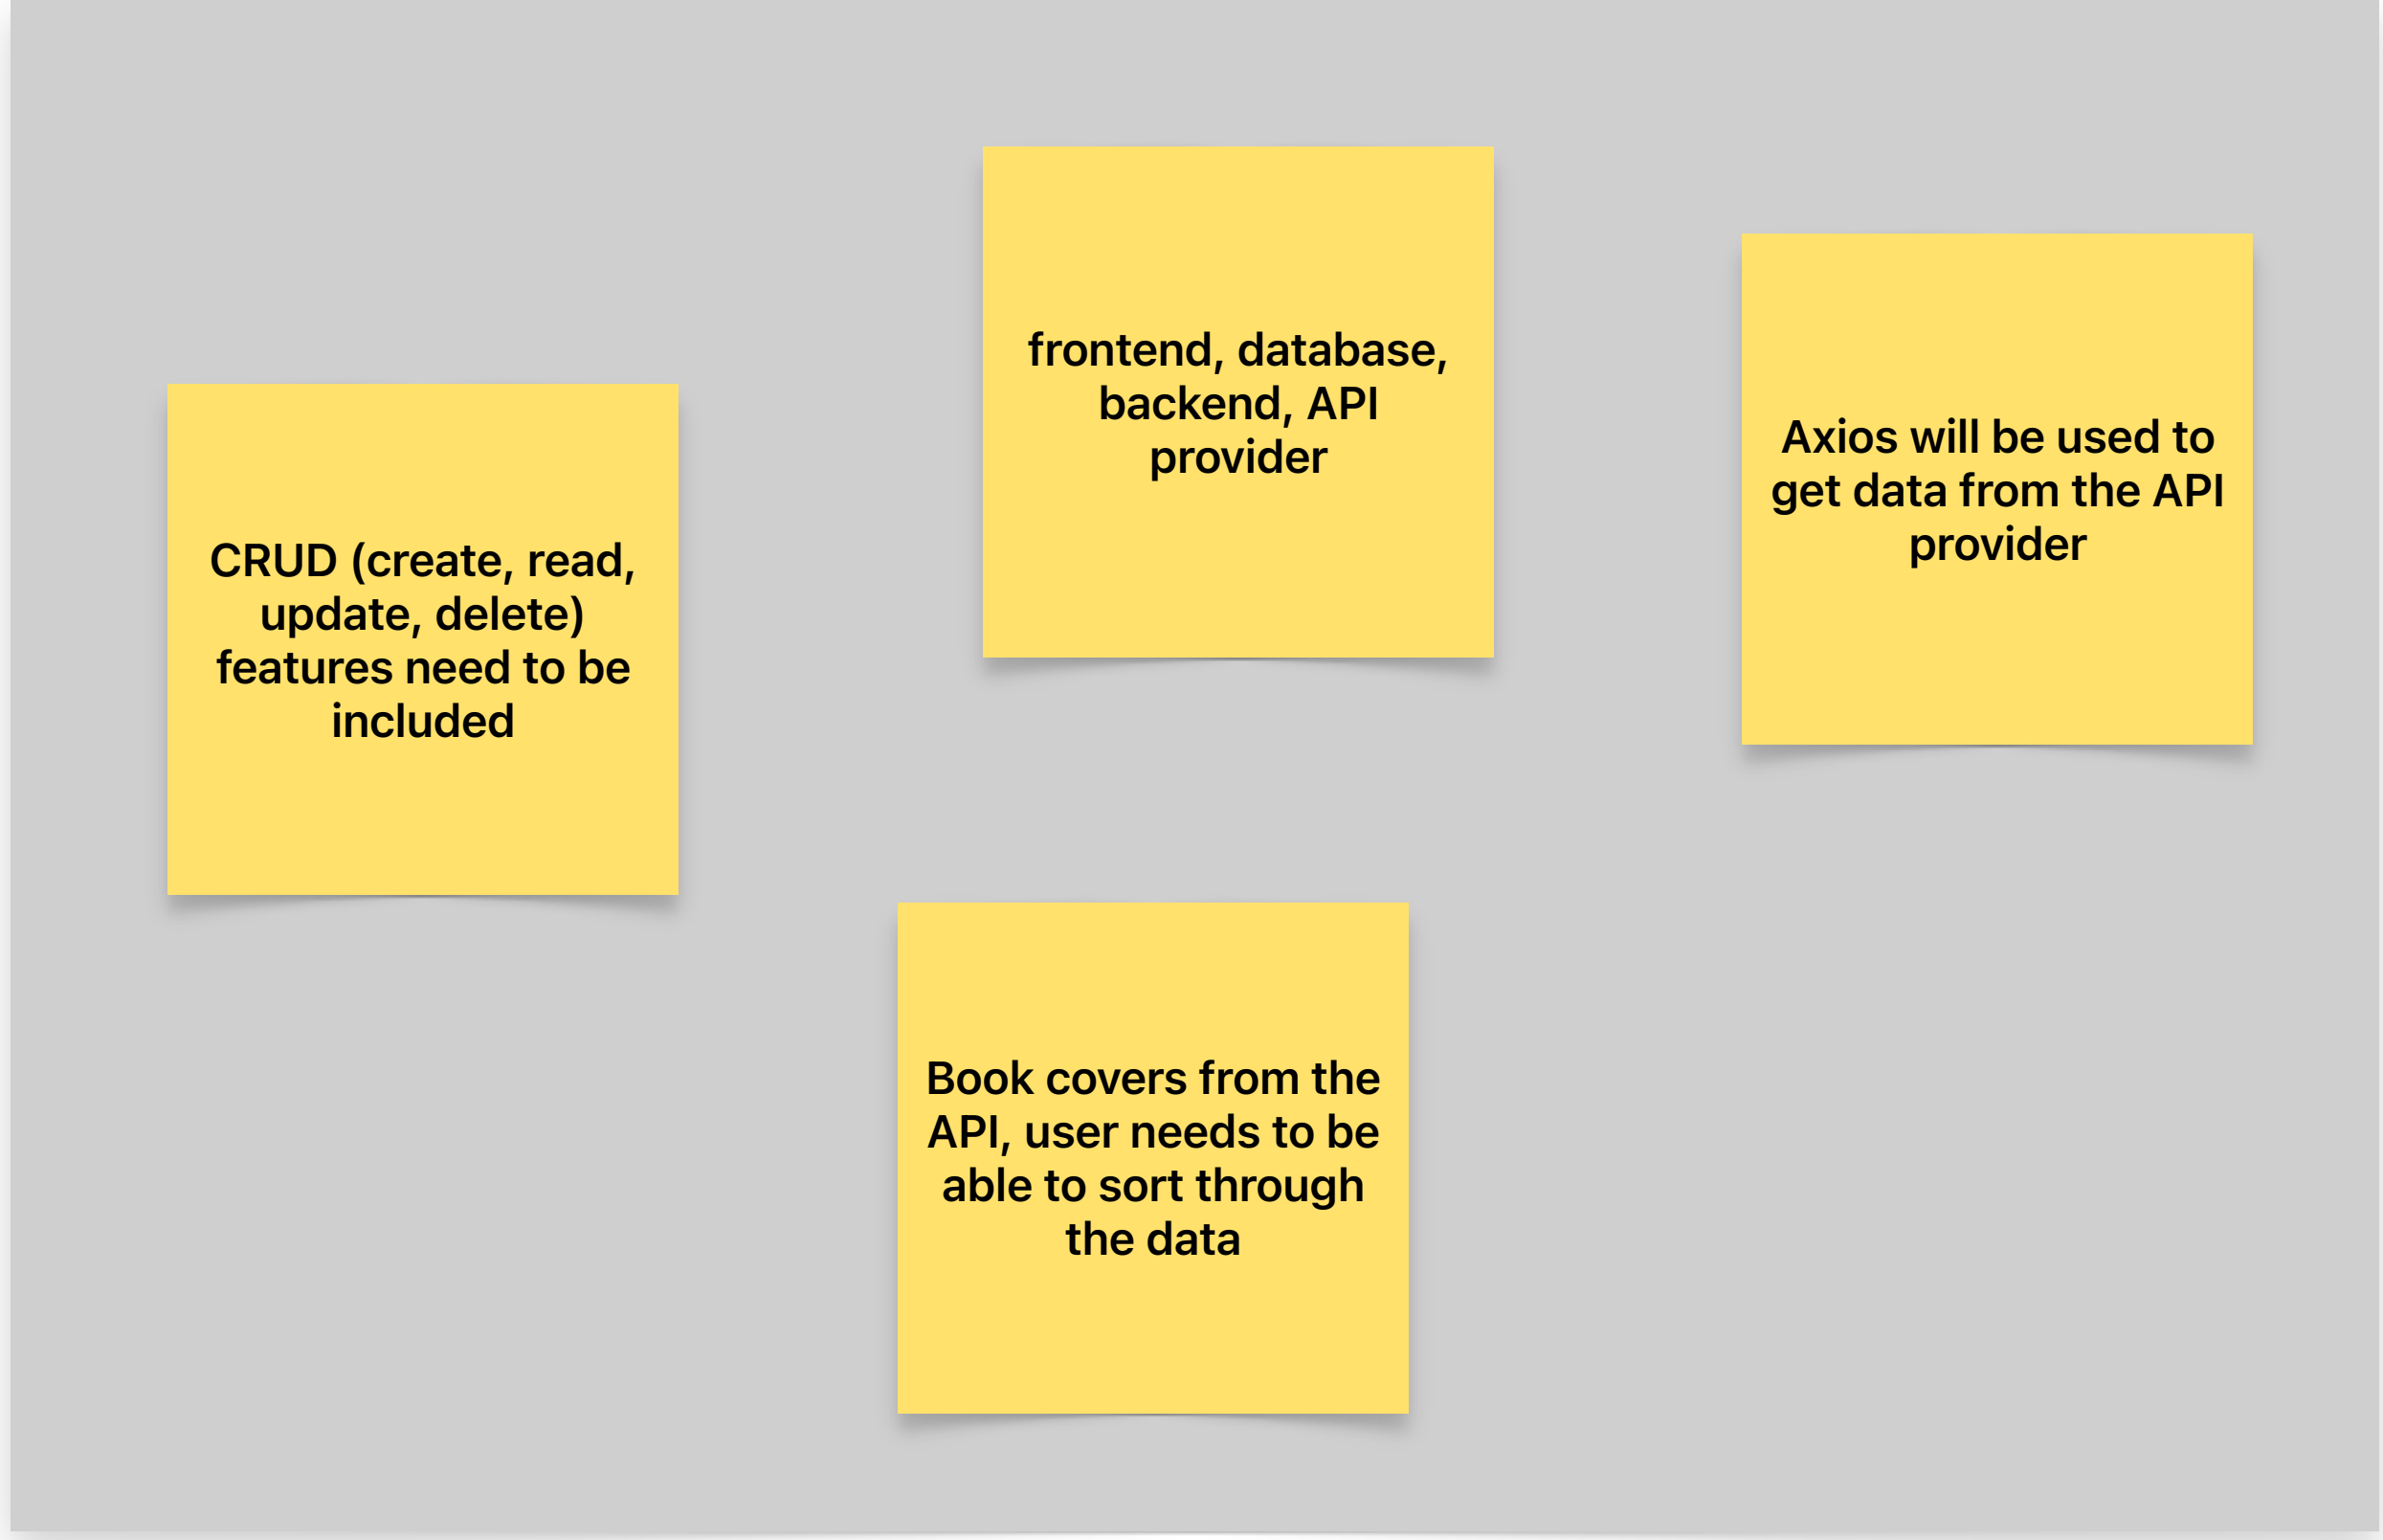 CRUD (create, read,
update, delete)
features need to be
included
frontend, database,
backend, API
provider
Axios will be used to
get data from the API
provider
Book covers from the
API, user needs to be
able to sort through
the data